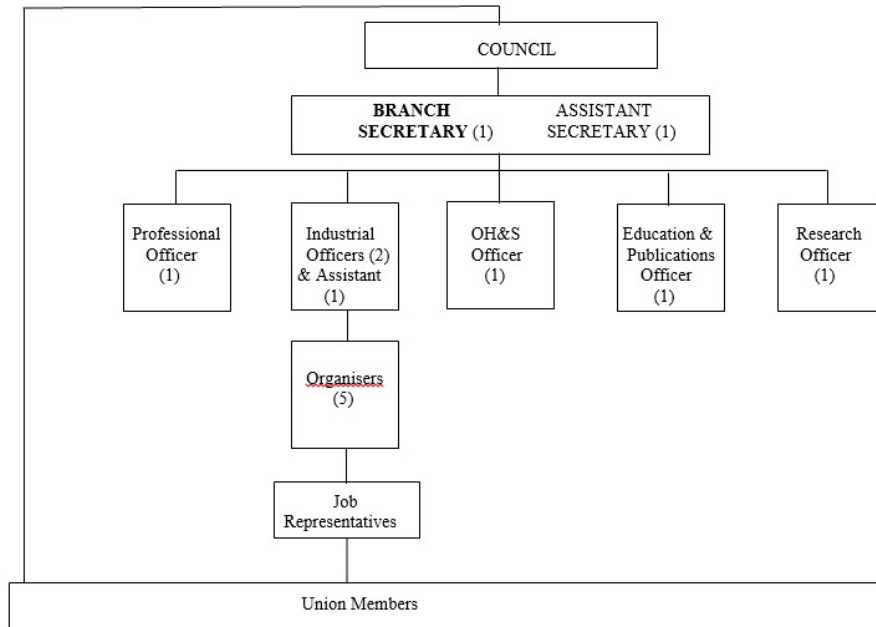 COUNCIL
BRANCH
SECRETARY (1)
ASSISTANT
SECRETARY (1)
Professional
Officer
(1)
Industrial
Officers (2)
& Assistant
(1)
OH&S
Officer
(1)
Education &
Publications
Officer
(1)
Research
Officer
(1)
Organisers
(5)
Job
Representatives
Union Members